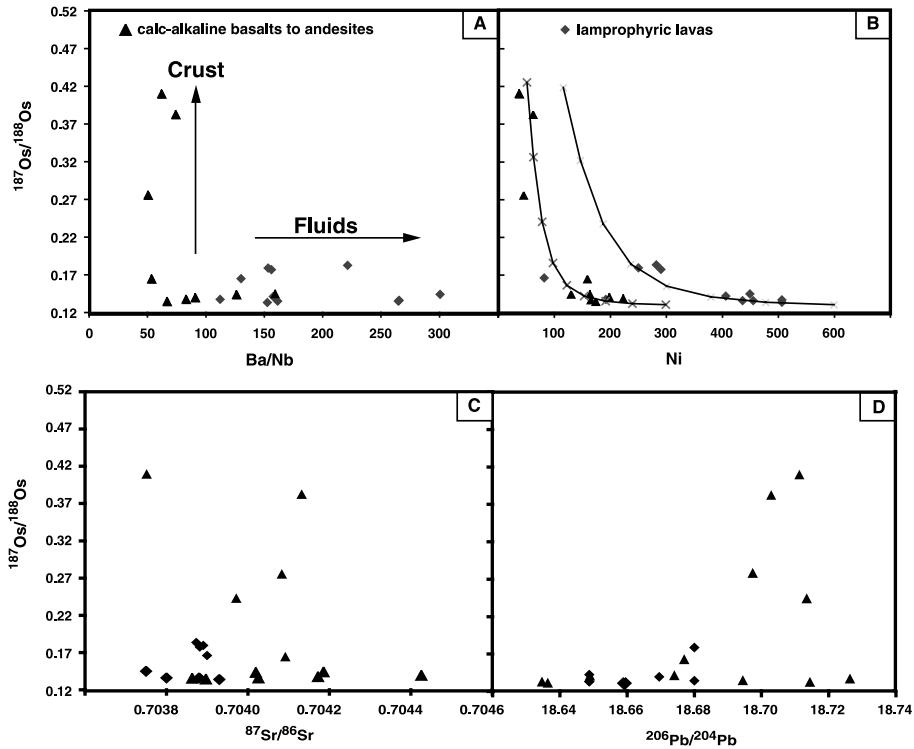 0.52
0.47
0.42
0.37
0.32
0.27
0.22
0.17
0.12
187Os/188Os
▲ calc-alkaline basalts to andesites
A
Crust
Fluids
0 50 100 150 200 250 300
Ba/Nb
◆ lamprophyric lavas
B
100 200 300 400 500 600
Ni
0.52
0.47
0.42
0.37
0.32
0.27
0.22
0.17
0.12
187Os/188Os
C
0.7038 0.7040 0.7042 0.7044 0.7046
87Sr/86Sr
D
18.64 18.66 18.68 18.70 18.72 18.74
206Pb/204Pb